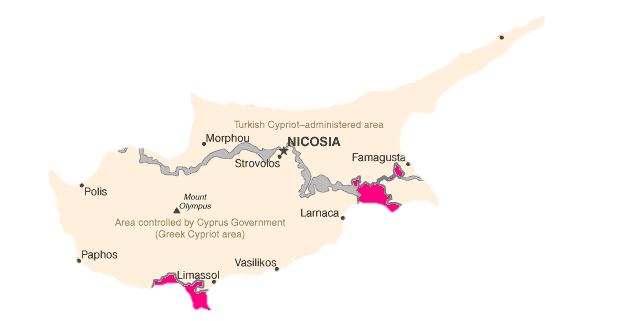 Turkish Cypriot–administered area
Morphou
NICOSIA
Strovolos
Famagusta
Polis
Mount
Olympus
Larnaca
Area controlled by Cyprus Government
(Greek Cypriot area)
Paphos
Vasilikos
Limassol